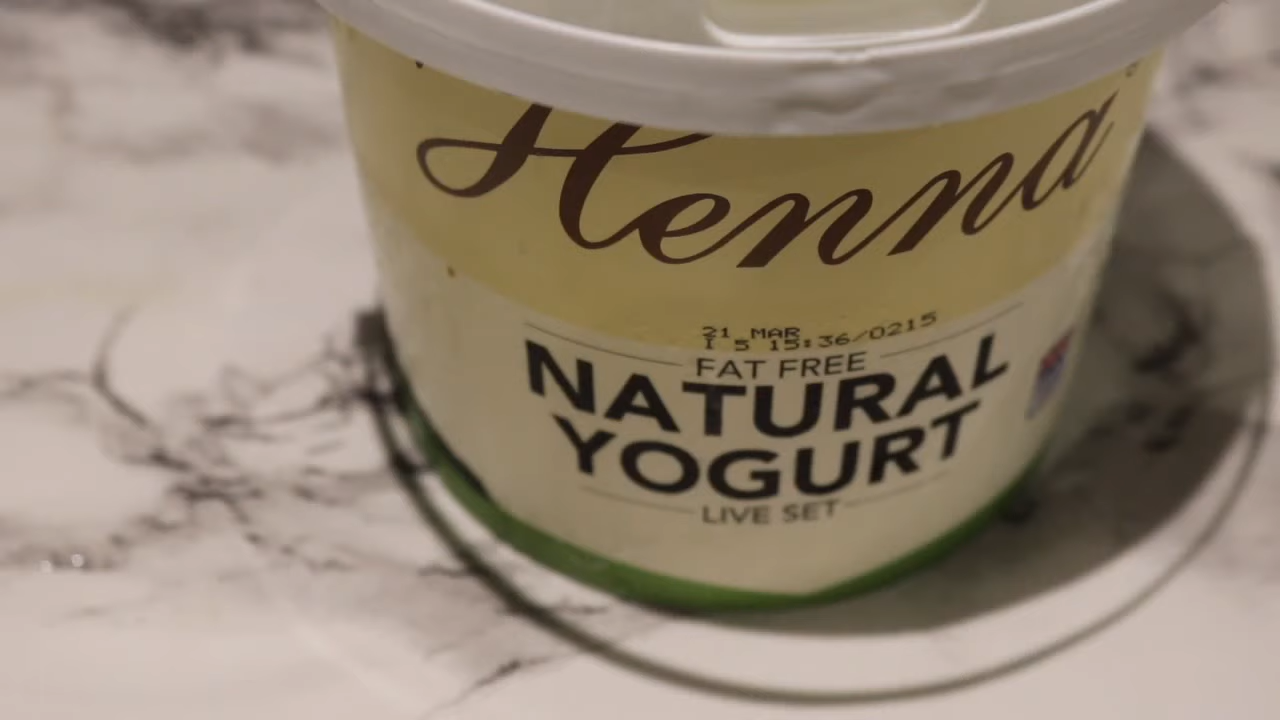 Henna
21 MAR
I 5 15:36/0215
FAT FREE
NATURAL
YOGURT
LIVE SET